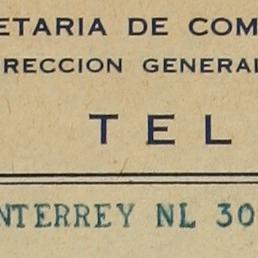 ETARIA DE COM
RECCION GENERAL
TEL
NTERREY NL 30